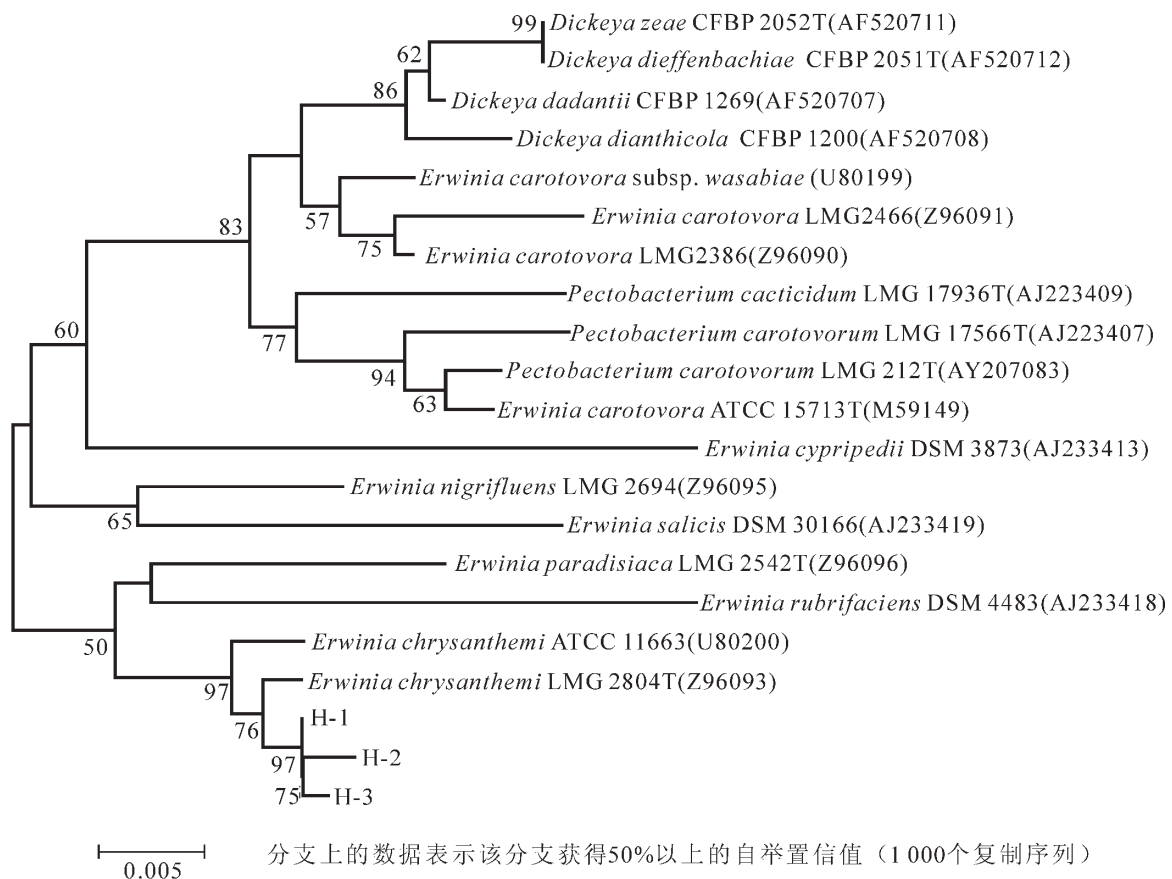 99 Dickeya zeae CFBP 2052T(AF520711)
Dickeya dieffenbachiae CFBP 2051T(AF520712)
62
86
Dickeya dadantii CFBP 1269(AF520707)
Dickeya dianthicola CFBP 1200(AF520708)
Erwinia carotovora subsp. wasabiae (U80199)
57
Erwinia carotovora LMG2466(Z96091)
83
75
Erwinia carotovora LMG2386(Z96090)
Pectobacterium cacticidum LMG 17936T(AJ223409)
60
77
Pectobacterium carotovorum LMG 17566T(AJ223407)
94
Pectobacterium carotovorum LMG 212T(AY207083)
63
Erwinia carotovora ATCC 15713T(M59149)
Erwinia cypripedii DSM 3873(AJ233413)
Erwinia nigrifluens LMG 2694(Z96095)
65
Erwinia salicis DSM 30166(AJ233419)
Erwinia paradisiaca LMG 2542T(Z96096)
Erwinia rubrifaciens DSM 4483(AJ233418)
50
Erwinia chrysanthemi ATCC 11663(U80200)
97
Erwinia chrysanthemi LMG 2804T(Z96093)
76
H-1
97
H-2
75
H-3
0.005
分支上的数据表示该分支获得50%以上的自举置信值（1 000个复制序列）